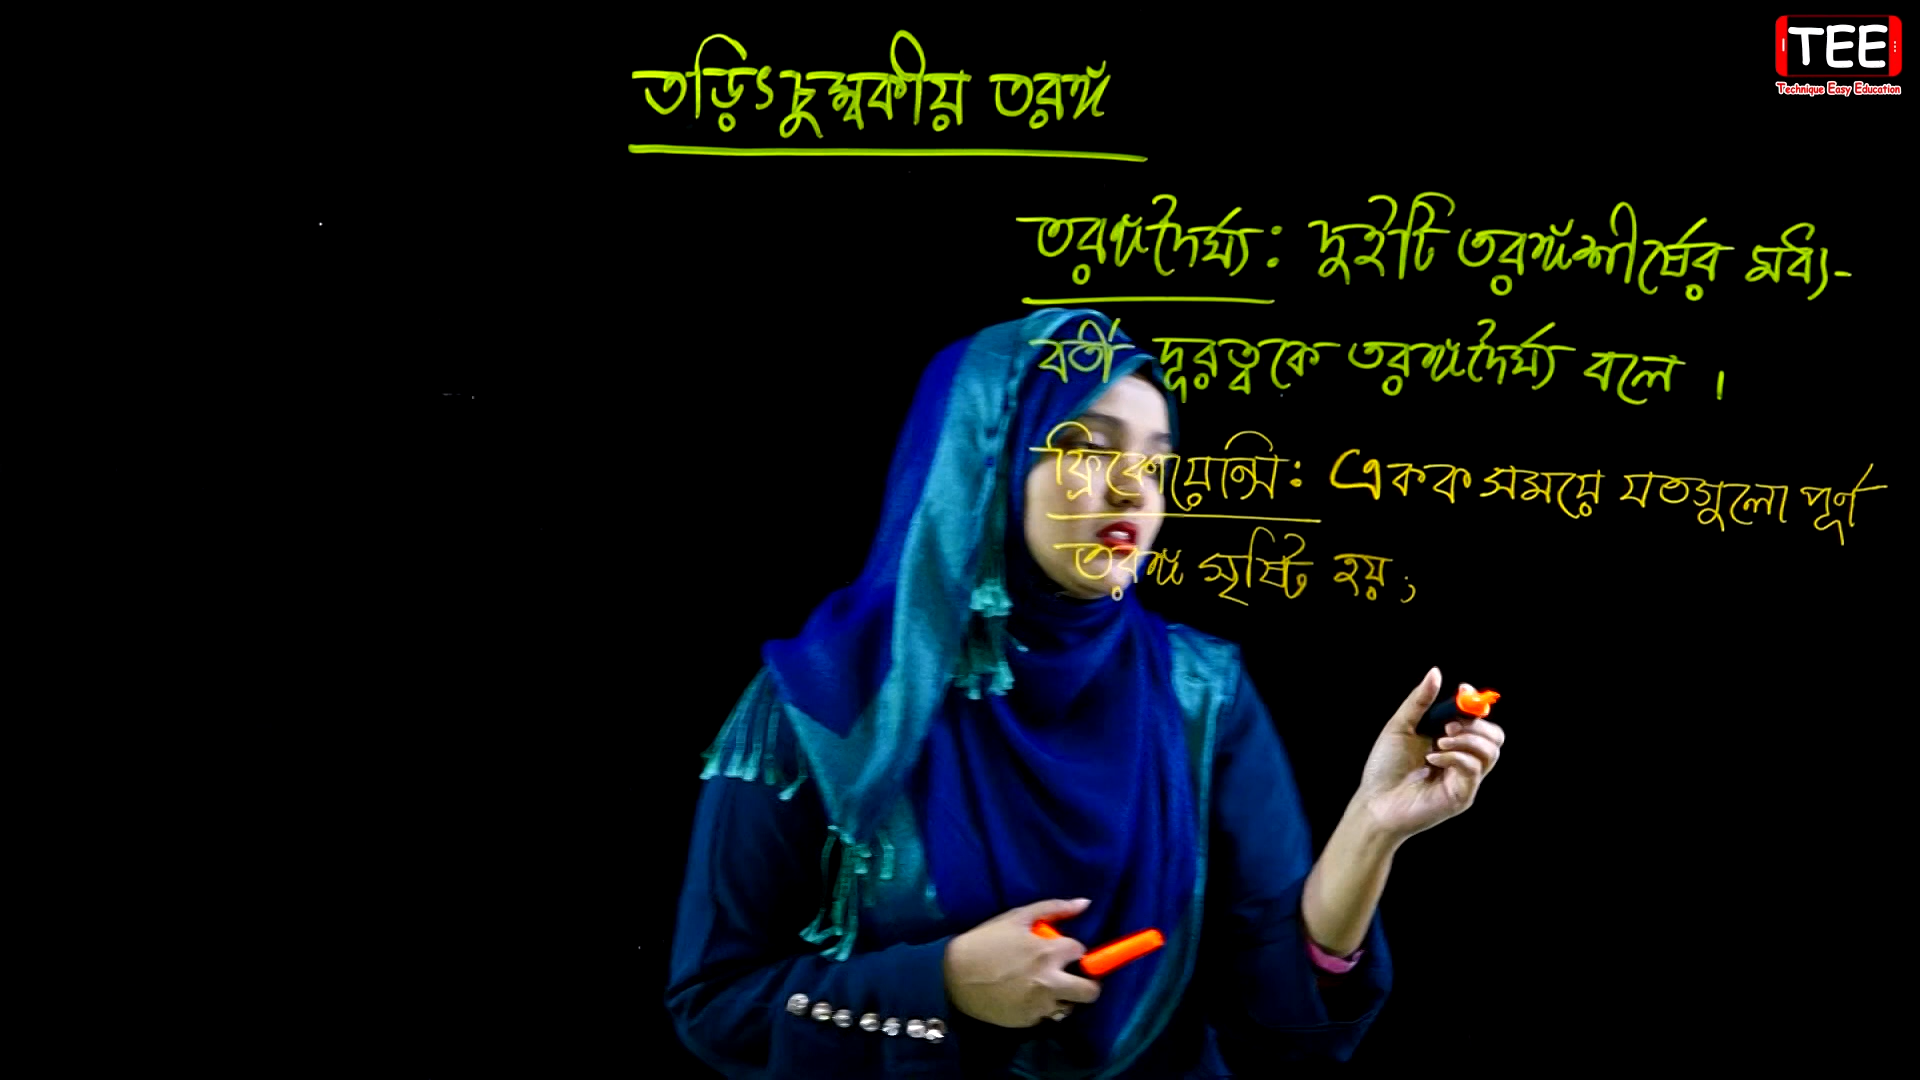 TEE
Technique Easy Education
তড়িৎচুম্বকীয় তরঙ্গ
তরঙ্গদৈর্ঘ্য: দুইটি তরঙ্গশীর্ষের মধ্য-
বর্তী দূরত্বকে তরঙ্গদৈর্ঘ্য বলে ।
ফ্রিকোয়েন্সি: একক সময়ে যতগুলো পূর্ণ
তরঙ্গ সৃষ্টি হয়;